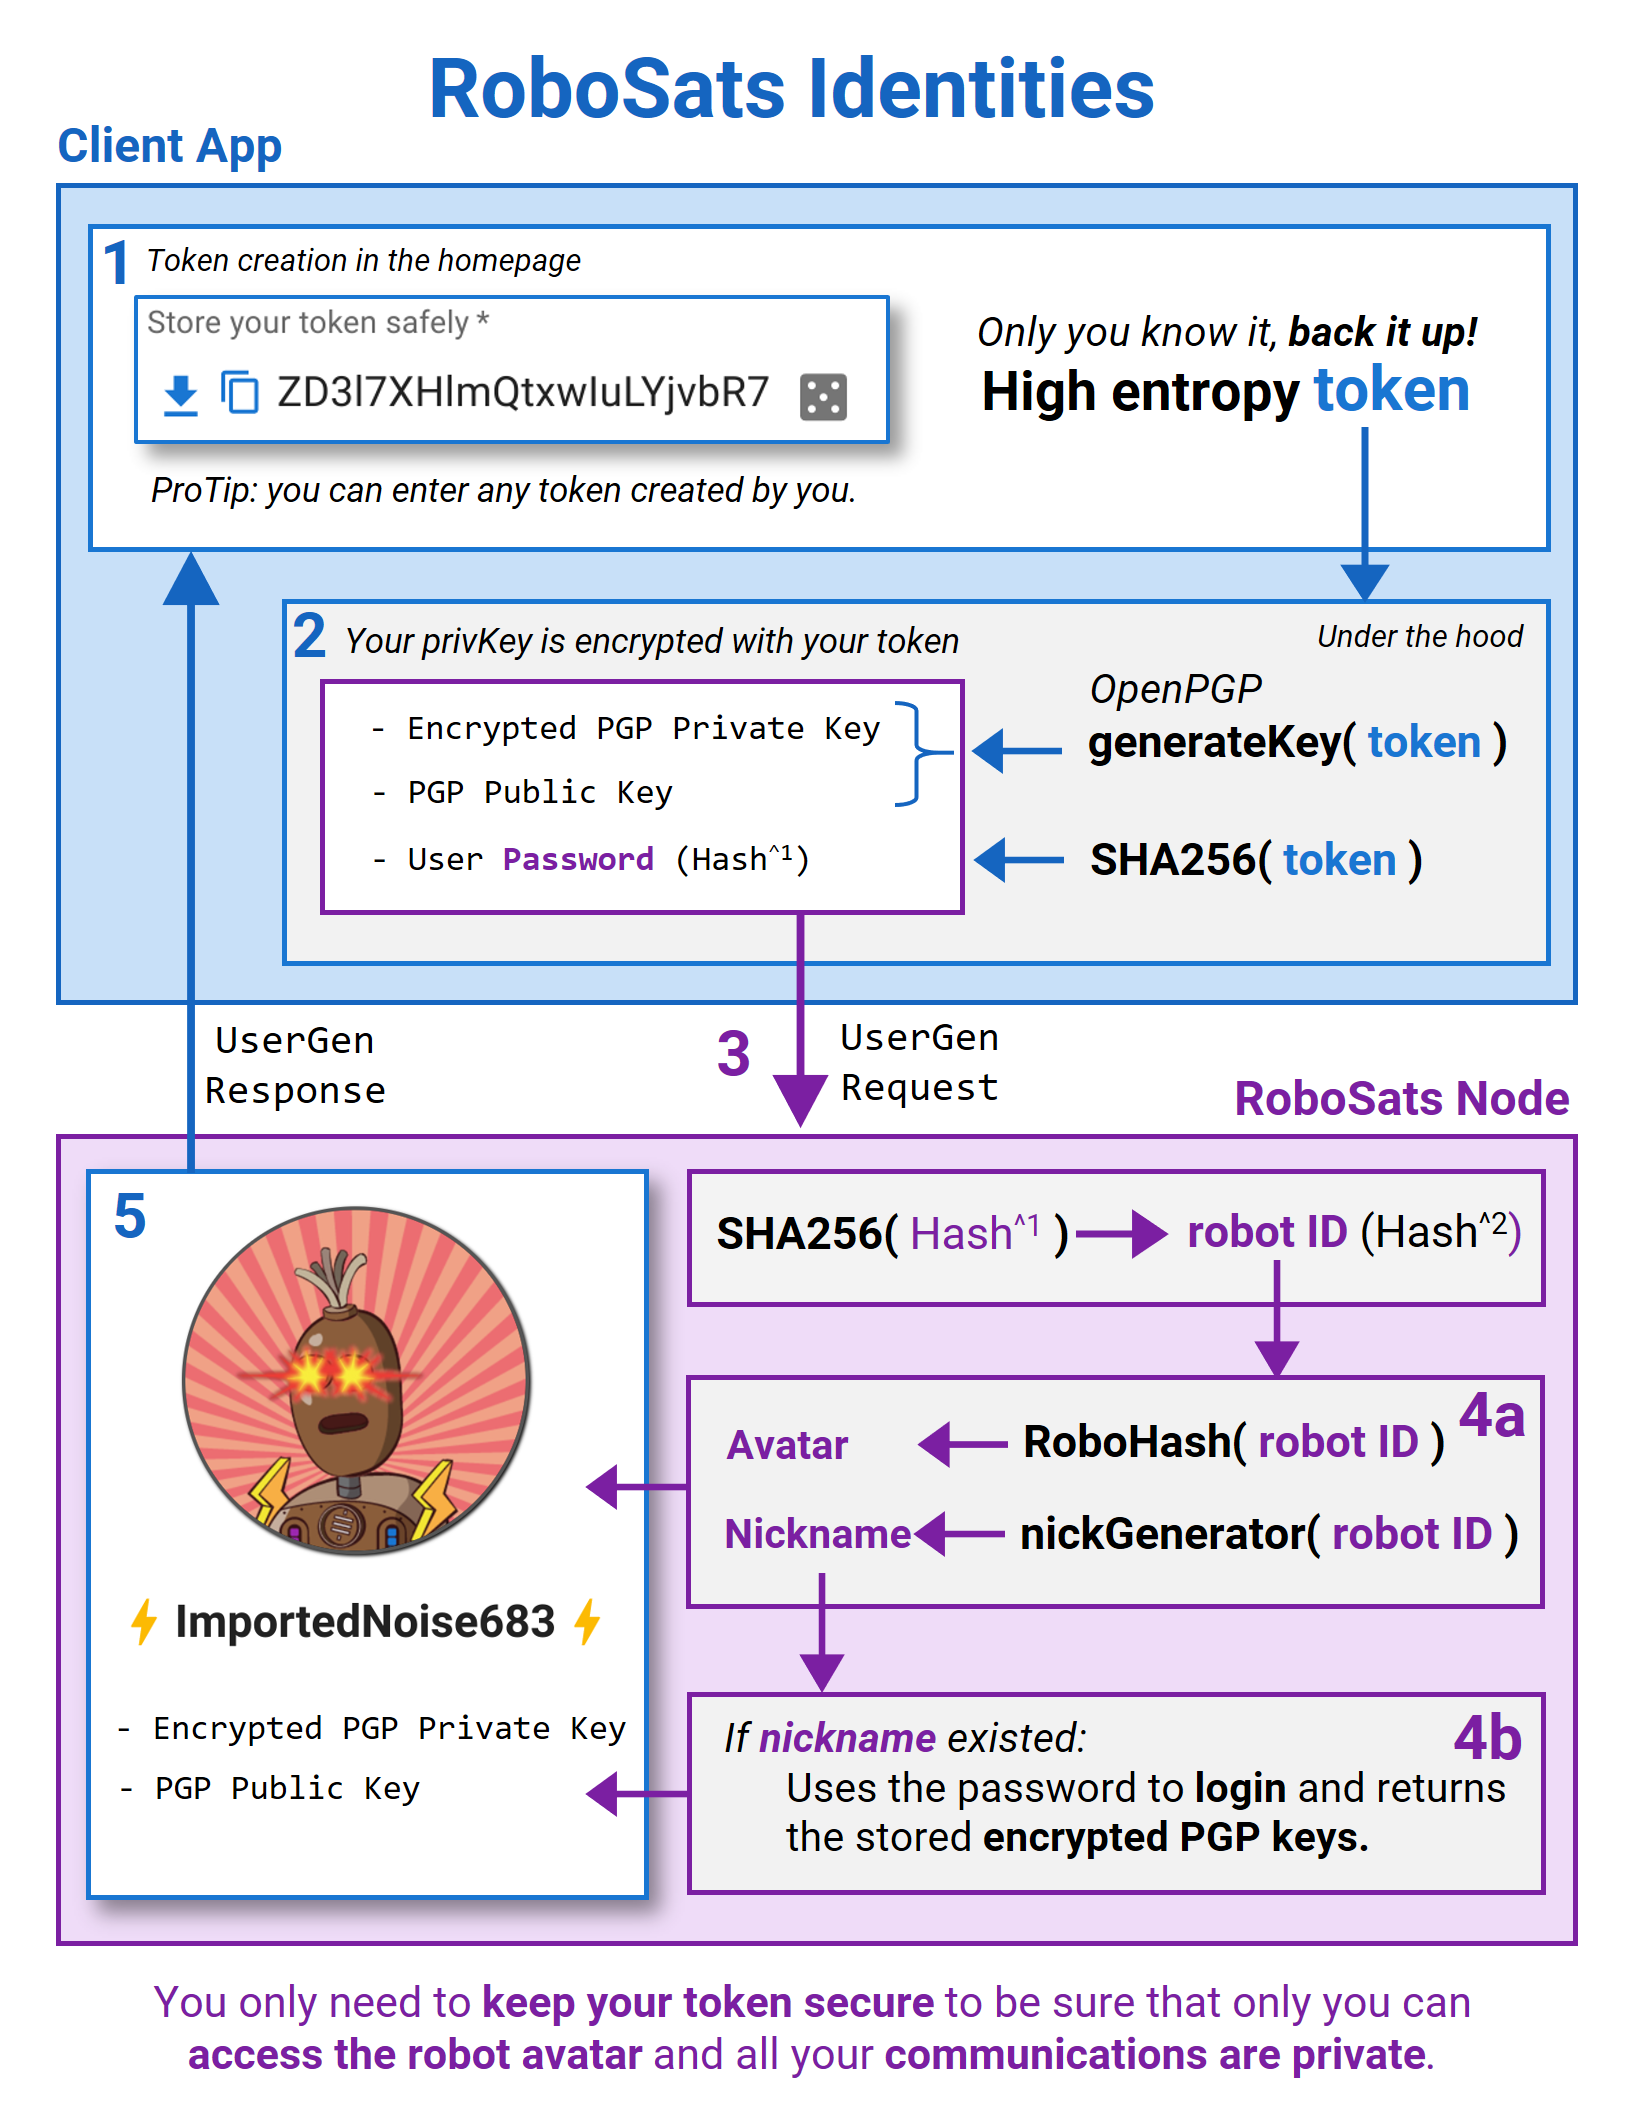 RoboSats Identities
Client App
1 Token creation in the homepage
Store your token safely *
ZD3l7XHlmQtxwIuLYjvbR7
ProTip: you can enter any token created by you.
Only you know it, back it up!
High entropy token
2 Your privKey is encrypted with your token
Under the hood
- Encrypted PGP Private Key
- PGP Public Key
- User Password (Hash^1)
OpenPGP
generateKey( token )
SHA256( token )
UserGen
Response
3
UserGen
Request
RoboSats Node
SHA256( Hash^1 ) robot ID (Hash^2)
4a
Avatar RoboHash( robot ID )
Nickname nickGenerator( robot ID )
4b
If nickname existed:
Uses the password to login and returns
the stored encrypted PGP keys.
5
ImportedNoise683
- Encrypted PGP Private Key
- PGP Public Key
You only need to keep your token secure to be sure that only you can
access the robot avatar and all your communications are private.